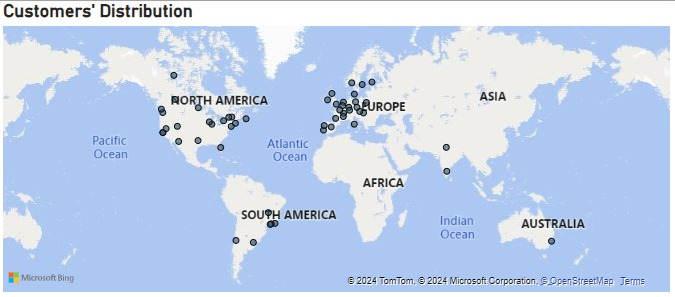 Customers' Distribution
NORTH AMERICA
EUROPE
ASIA
Pacific
Ocean
Atlantic
Ocean
AFRICA
SOUTH AMERICA
Indian
Ocean
AUSTRALIA
Microsoft Bing
© 2024 TomTom, © 2024 Microsoft Corporation, © OpenStreetMap Terms